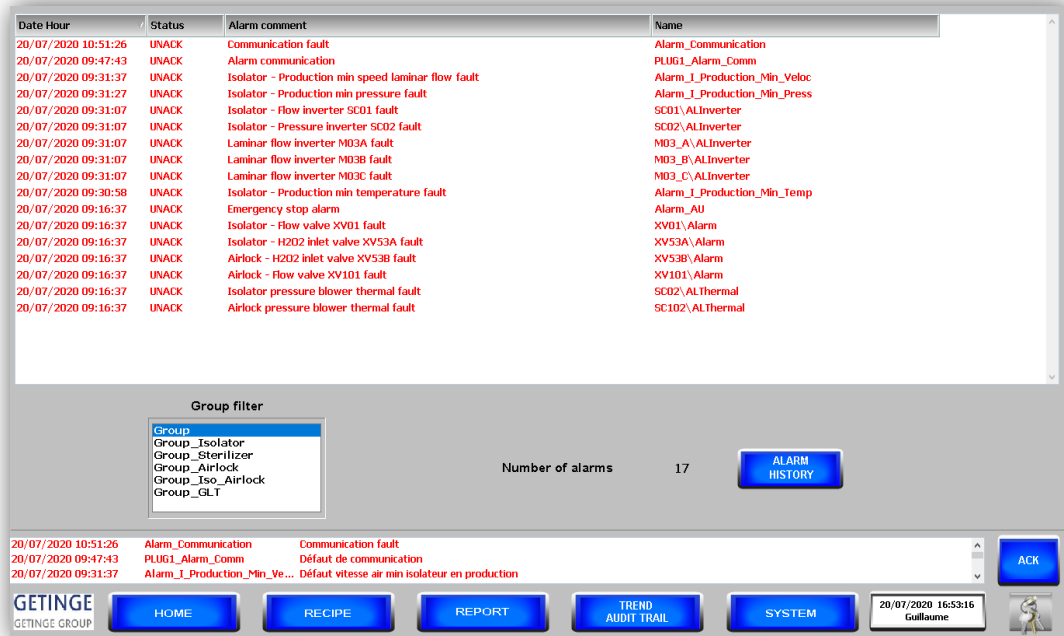 Date Hour / Status Alarm comment Name
20/07/2020 10:51:26 UNACK Communication fault Alarm_Communication
20/07/2020 09:47:43 UNACK Alarm communication PLUG1_Alarm_Comm
20/07/2020 09:31:37 UNACK Isolator - Production min speed laminar flow fault Alarm_I_Production_Min_Veloc
20/07/2020 09:31:27 UNACK Isolator - Production min pressure fault Alarm_I_Production_Min_Press
20/07/2020 09:31:07 UNACK Isolator - Flow inverter SC01 fault SC01\ALInverter
20/07/2020 09:31:07 UNACK Isolator - Pressure inverter SC02 fault SC02\ALInverter
20/07/2020 09:31:07 UNACK Laminar flow inverter M03A fault M03_A\ALInverter
20/07/2020 09:31:07 UNACK Laminar flow inverter M03B fault M03_B\ALInverter
20/07/2020 09:31:07 UNACK Laminar flow inverter M03C fault M03_C\ALInverter
20/07/2020 09:30:58 UNACK Isolator - Production min temperature fault Alarm_I_Production_Min_Temp
20/07/2020 09:16:37 UNACK Emergency stop alarm Alarm_AU
20/07/2020 09:16:37 UNACK Isolator - Flow valve XV01 fault XV01\Alarm
20/07/2020 09:16:37 UNACK Isolator - H2O2 inlet valve XV53A fault XV53A\Alarm
20/07/2020 09:16:37 UNACK Airlock - H2O2 inlet valve XV53B fault XV53B\Alarm
20/07/2020 09:16:37 UNACK Airlock - Flow valve XV101 fault XV101\Alarm
20/07/2020 09:16:37 UNACK Isolator pressure blower thermal fault SC02\ALThermal
20/07/2020 09:16:37 UNACK Airlock pressure blower thermal fault SC102\ALThermal
Group filter
Group
Group_Isolator
Group_Sterilizer
Group_Airlock
Group_Iso_Airlock
Group_GLT
Number of alarms 17
ALARM
HISTORY
20/07/2020 10:51:26 Alarm_Communication Communication fault
20/07/2020 09:47:43 PLUG1_Alarm_Comm Défaut de communication
20/07/2020 09:31:37 Alarm_I_Production_Min_Ve... Défaut vitesse air min isolateur en production
ACK
GETINGE
GETINGE GROUP
HOME
RECIPE
REPORT
TREND
AUDIT TRAIL
SYSTEM
20/07/2020 16:53:16
Guillaume